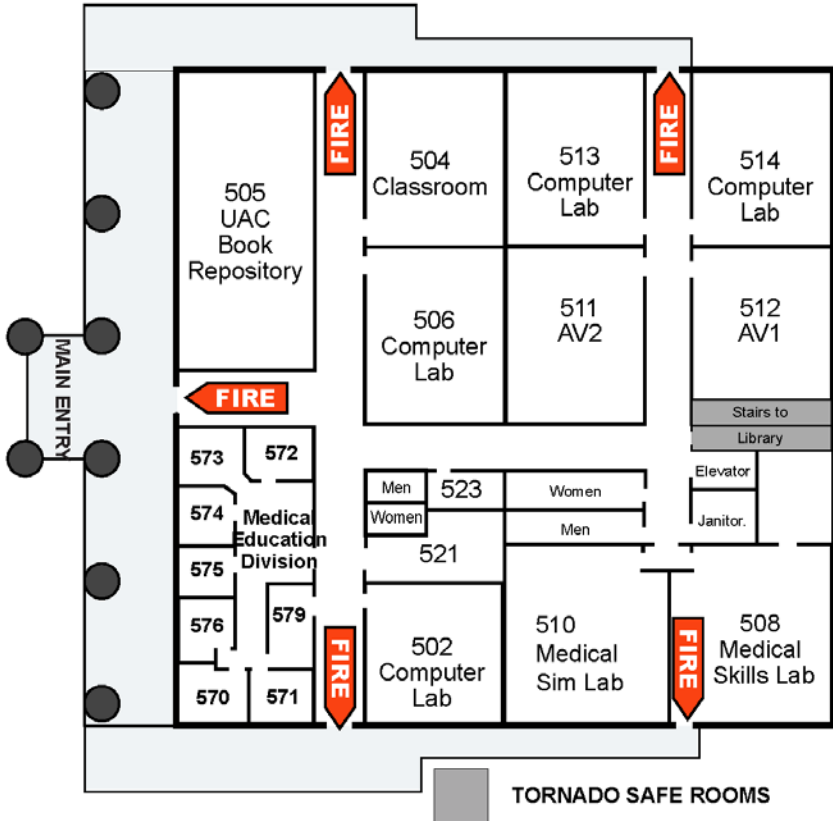 FIRE
FIRE
504
Classroom
513
Computer
Lab
514
Computer
Lab
505
UAC
Book
Repository
506
Computer
Lab
511
AV2
512
AV1
MAIN ENTRY
FIRE
Stairs to
Library
573
572
Men
523
Women
Elevator
574
Medical
Education
Division
Women
Men
Janitor.
521
575
576
579
FIRE
502
Computer
Lab
510
Medical
Sim Lab
FIRE
508
Medical
Skills Lab
570
571
TORNADO SAFE ROOMS